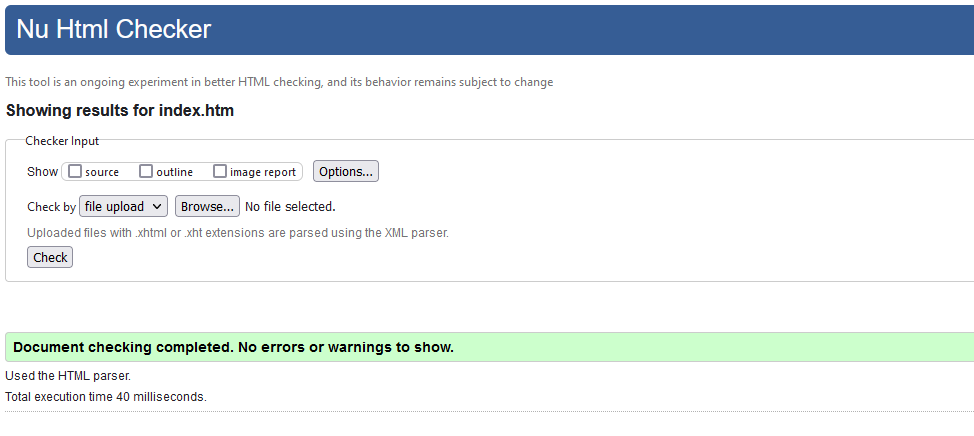 Nu Html Checker
This tool is an ongoing experiment in better HTML checking, and its behavior remains subject to change
Showing results for index.htm
Checker Input
Show source outline image report Options...
Check by file upload Browse... No file selected.
Uploaded files with .xhtml or .xht extensions are parsed using the XML parser.
Check
Document checking completed. No errors or warnings to show.
Used the HTML parser.
Total execution time 40 milliseconds.